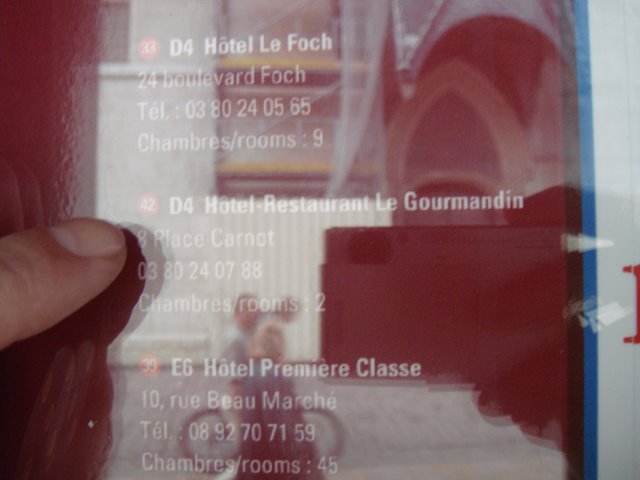 33 D4 Hôtel Le Foch
24 boulevard Foch
Tél. : 03 80 24 05 65
Chambres/rooms : 9
42 D4 Hôtel-Restaurant Le Gourmandin
8 Place Carnot
03 80 24 07 88
Chambres/rooms : 2
39 E6 Hôtel Première Classe
10, rue Beau Marché
Tél. : 08 92 70 71 59
Chambres/rooms : 45